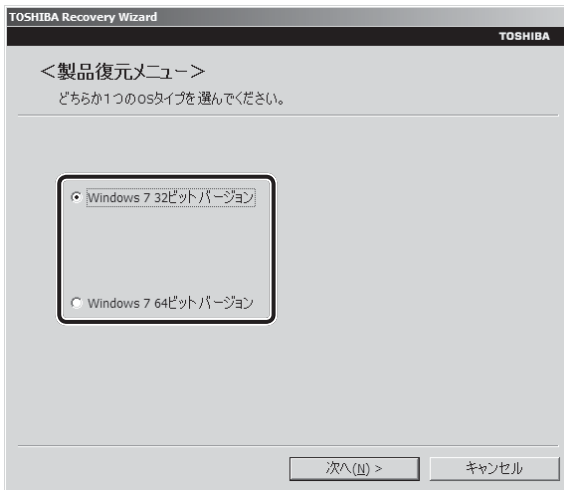 TOSHIBA Recovery Wizard
TOSHIBA
＜製品復元メニュー＞
どちらか1つのOSタイプを選んでください。
Windows 7 32ビットバージョン
Windows 7 64ビットバージョン
次へ(N) >
キャンセル